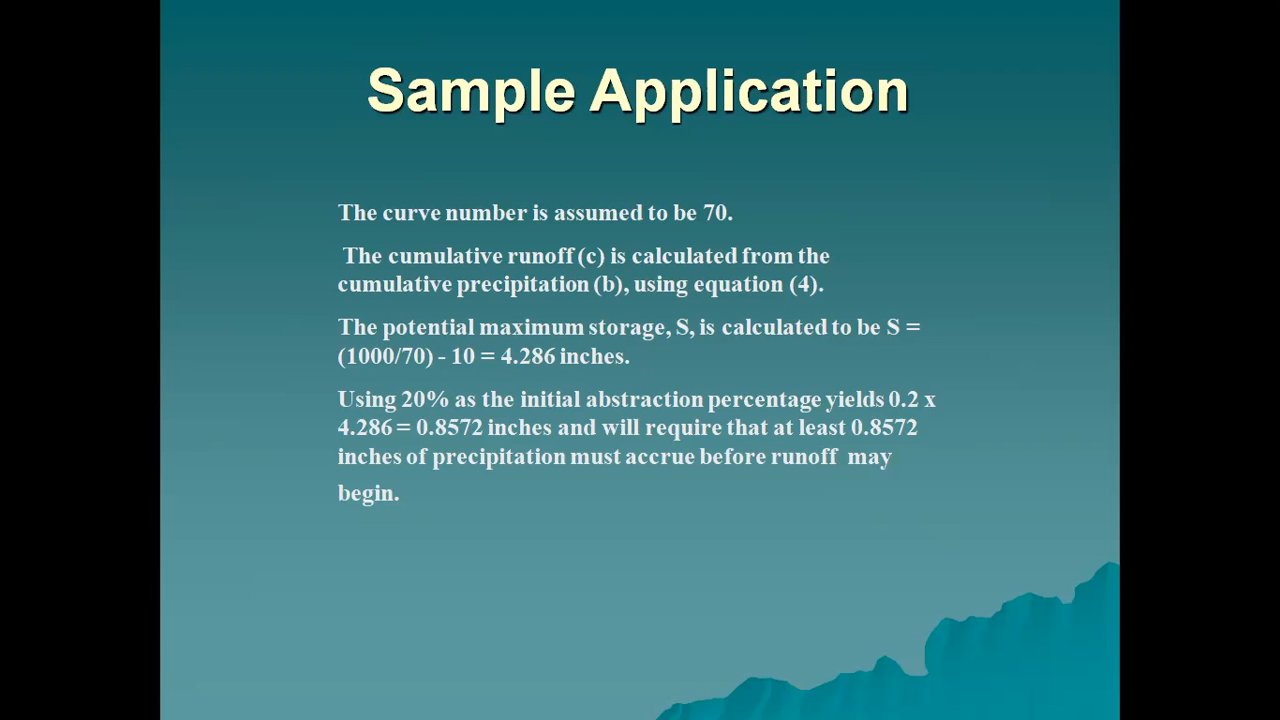 Sample Application
The curve number is assumed to be 70.
The cumulative runoff (c) is calculated from the
cumulative precipitation (b), using equation (4).
The potential maximum storage, S, is calculated to be S =
(1000/70) - 10 = 4.286 inches.
Using 20% as the initial abstraction percentage yields 0.2 x
4.286 = 0.8572 inches and will require that at least 0.8572
inches of precipitation must accrue before runoff may
begin.